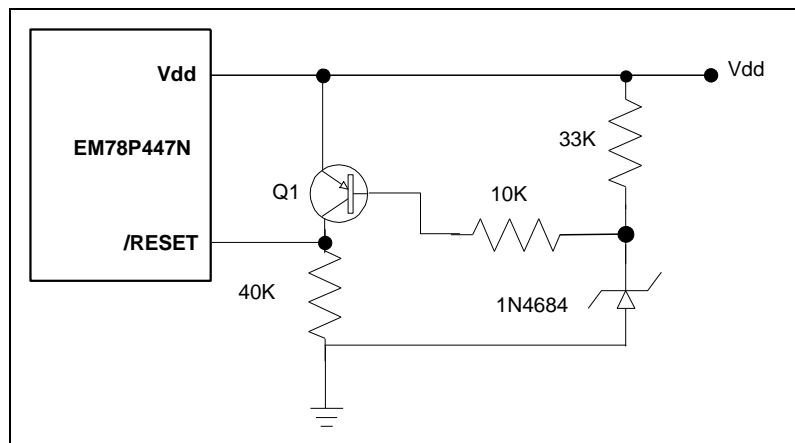 Vdd
Vdd
EM78P447N
33K
Q1
10K
/RESET
40K
1N4684